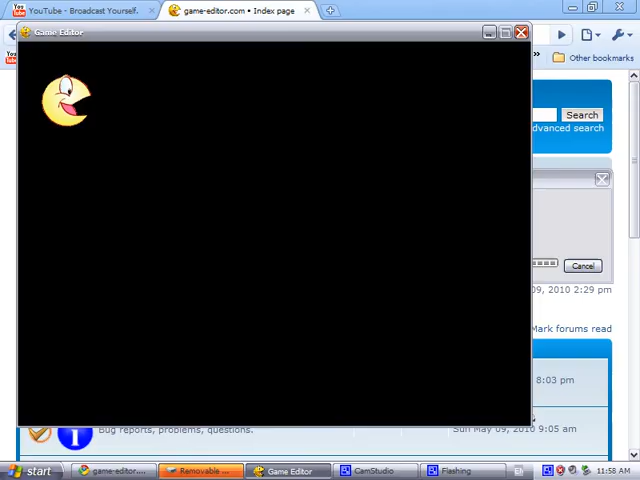 YouTube - Broadcast Yourself.
game-editor.com • Index page
Other bookmarks
Game Editor
Search
dvanced search
Cancel
09, 2010 2:29 pm
Mark forums read
8:03 pm
Bug reports, problems, questions.
Sun May 09, 2010 9:05 am
start
game-editor....
Removable ...
Game Editor
CamStudio
Flashing
11:58 AM